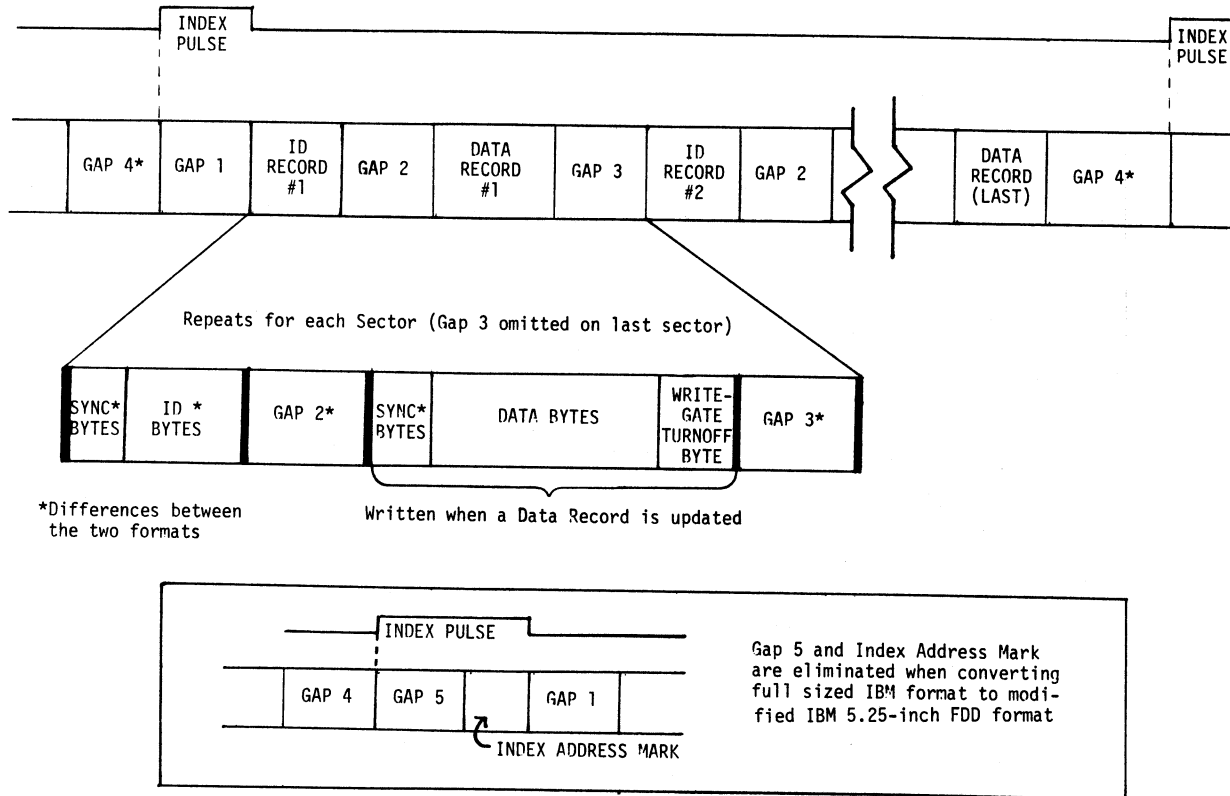 INDEX
PULSE
INDEX
PULSE
GAP 4*
GAP 1
ID
RECORD
#1
GAP 2
DATA
RECORD
#1
GAP 3
ID
RECORD
#2
GAP 2
DATA
RECORD
(LAST)
GAP 4*
Repeats for each Sector (Gap 3 omitted on last sector)
SYNC*
BYTES
ID *
BYTES
GAP 2*
SYNC*
BYTES
DATA BYTES
WRITE-
GATE
TURNOFF
BYTE
GAP 3*
*Differences between
the two formats
Written when a Data Record is updated
INDEX PULSE
GAP 4
GAP 5
GAP 1
INDEX ADDRESS MARK
Gap 5 and Index Address Mark
are eliminated when converting
full sized IBM format to modi-
fied IBM 5.25-inch FDD format